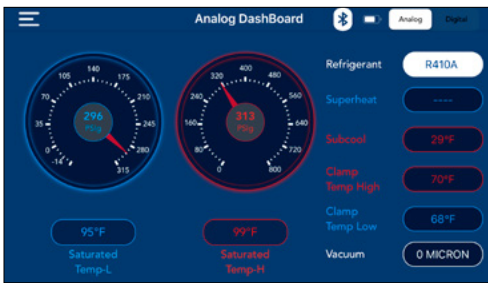 Analog DashBoard
Analog
Digital
140
105
175
70
210
35
245
0
280
-14
315
296
PSig
400
320
480
240
560
160
640
80
720
0
800
313
PSig
Refrigerant
R410A
Superheat
----
Subcool
29°F
Clamp
Temp High
70°F
Clamp
Temp Low
68°F
Vacuum
0 MICRON
95°F
Saturated
Temp-L
99°F
Saturated
Temp-H